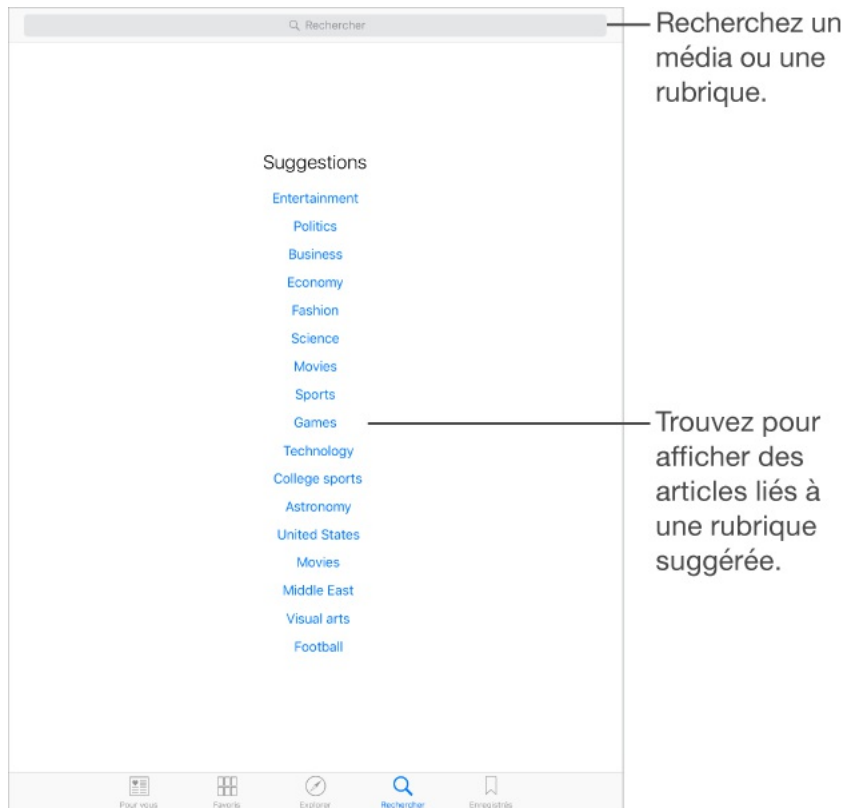 Rechercher
Recherchez un
média ou une
rubrique.
Suggestions
Entertainment
Politics
Business
Economy
Fashion
Science
Movies
Sports
Games
Technology
College sports
Astronomy
United States
Movies
Middle East
Visual arts
Football
Trouvez pour
afficher des
articles liés à
une rubrique
suggérée.
Pour vous Favoris Explorer Rechercher Enregistrés